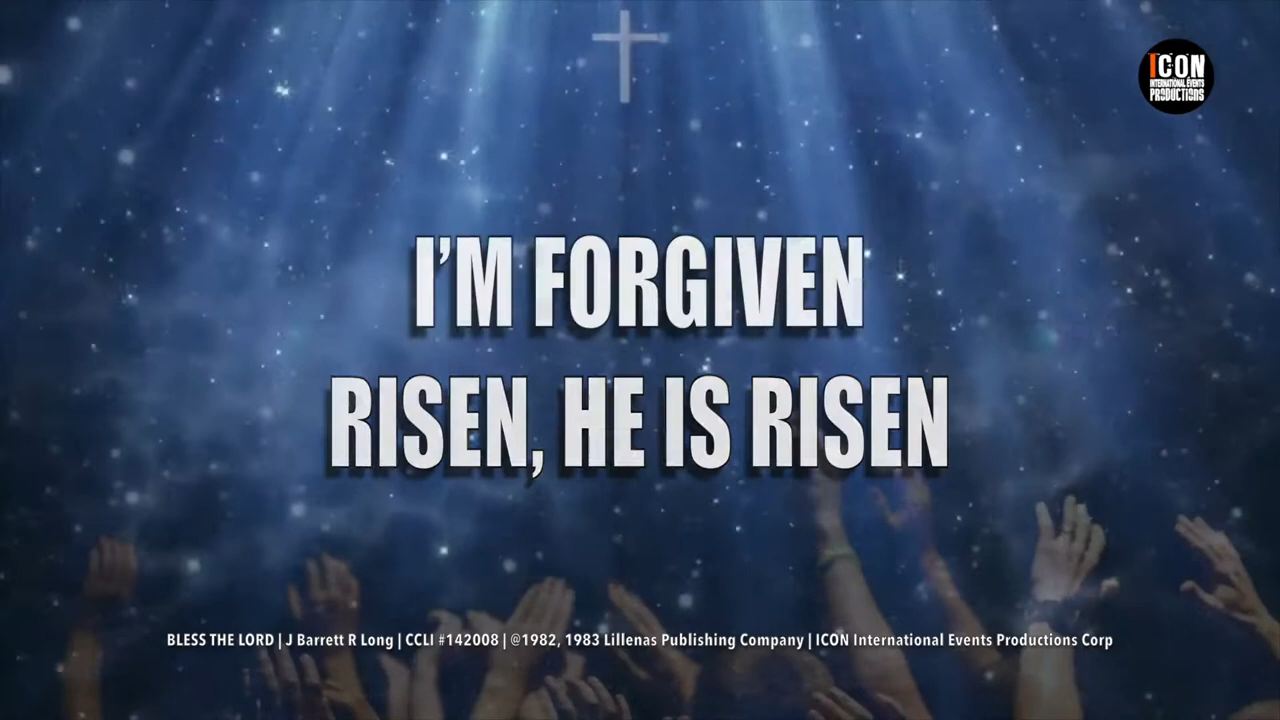 ICON
INTERNATIONAL EVENTS
PRODUCTIONS
I'M FORGIVEN
RISEN, HE IS RISEN
BLESS THE LORD | J Barrett R Long | CCLI #142008 | @1982, 1983 Lillenas Publishing Company | ICON International Events Productions Corp